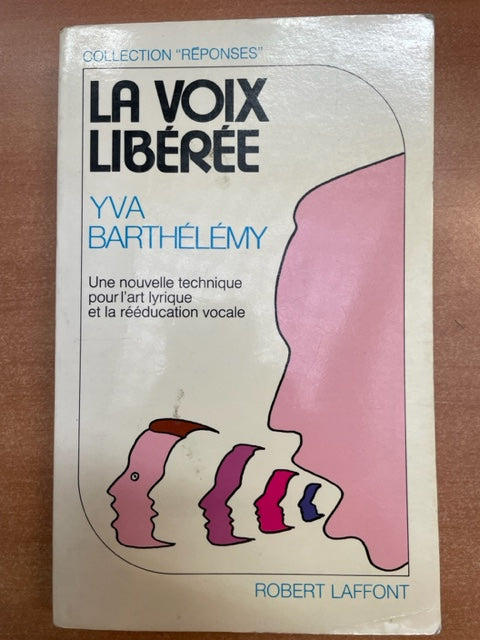 COLLECTION "RÉPONSES"
LA VOIX
LIBÉRÉE
YVA
BARTHÉLÉMY
Une nouvelle technique
pour l'art lyrique
et la rééducation vocale
ROBERT LAFFONT